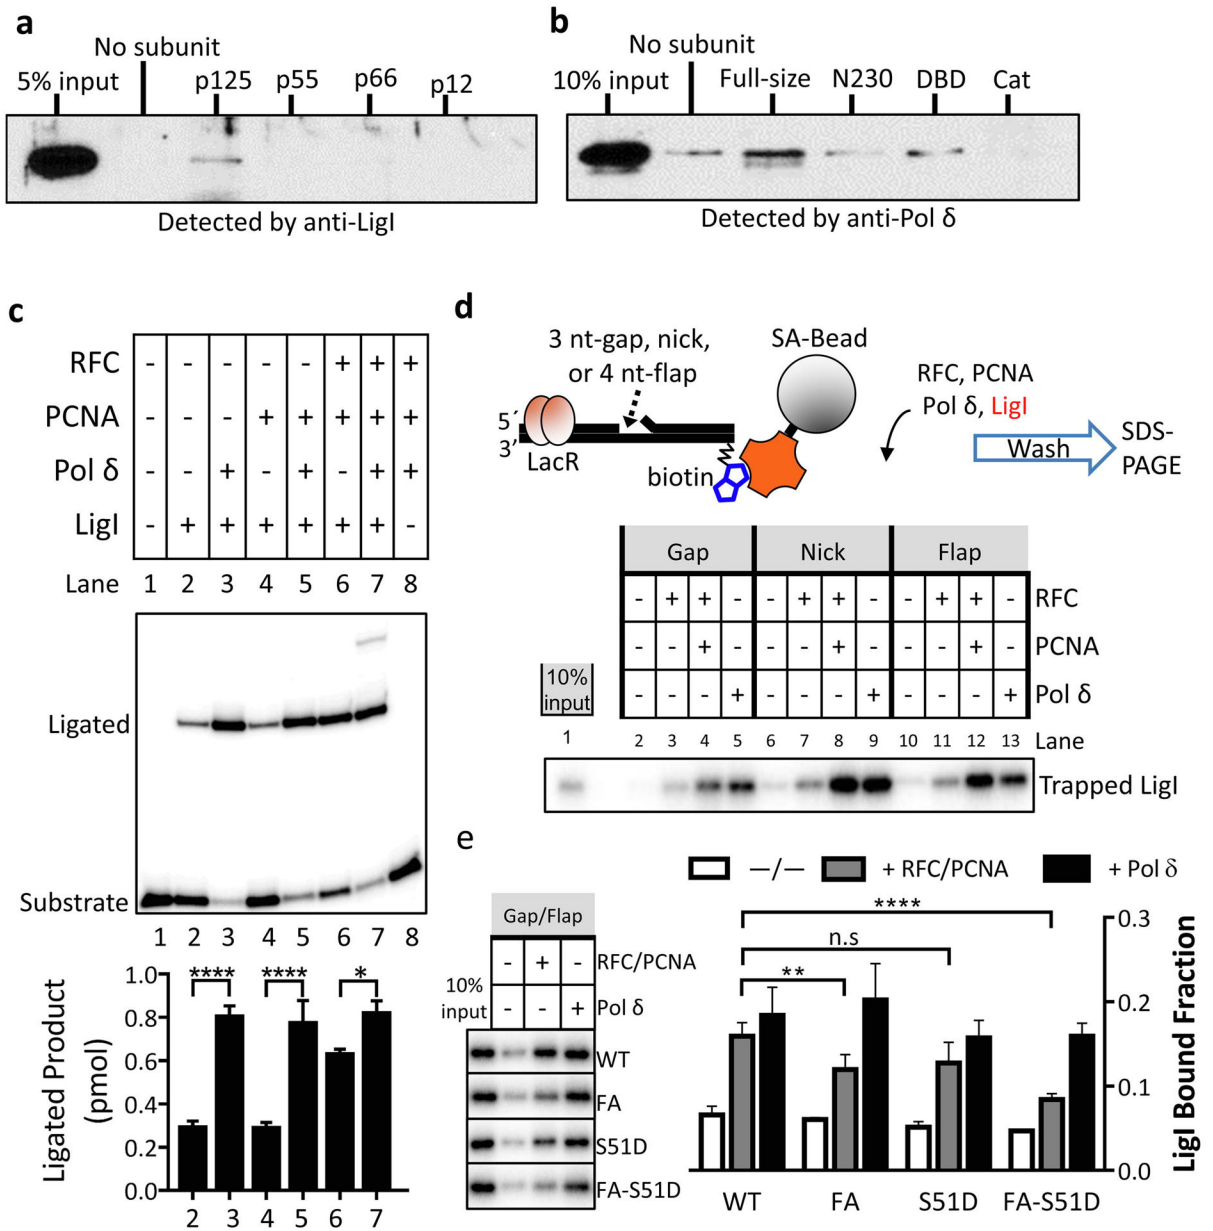 a
No subunit
5% input p125 p55 p66 p12
Detected by anti-LigI
b
No subunit
10% input Full-size N230 DBD Cat
Detected by anti-Pol δ
c
RFC - - - - - + + +
PCNA - - - + + + + +
Pol δ - - + - + - + +
LigI - + + + + + + -
Lane 1 2 3 4 5 6 7 8
Ligated
Substrate
1 2 3 4 5 6 7 8
Ligated Product
(pmol)
1.0
0.8
0.6
0.4
0.2
0.0
**** **** *
2 3 4 5 6 7
d
3 nt-gap, nick,
or 4 nt-flap
SA-Bead
RFC, PCNA
Pol δ, LigI
5´
3´
LacR
biotin
Wash
SDS-
PAGE
Gap Nick Flap
- + + - - + + - - + + - RFC
- - + - - - + - - - + - PCNA
10%
input
- - - + - - - + - - - + Pol δ
1 2 3 4 5 6 7 8 9 10 11 12 13 Lane
Trapped LigI
e
Gap/Flap
- + - RFC/PCNA
10%
input
- - + Pol δ
WT
FA
S51D
FA-S51D
—/— + RFC/PCNA + Pol δ
****
n.s
**
0.3
0.2
0.1
0.0
LigI Bound Fraction
WT FA S51D FA-S51D